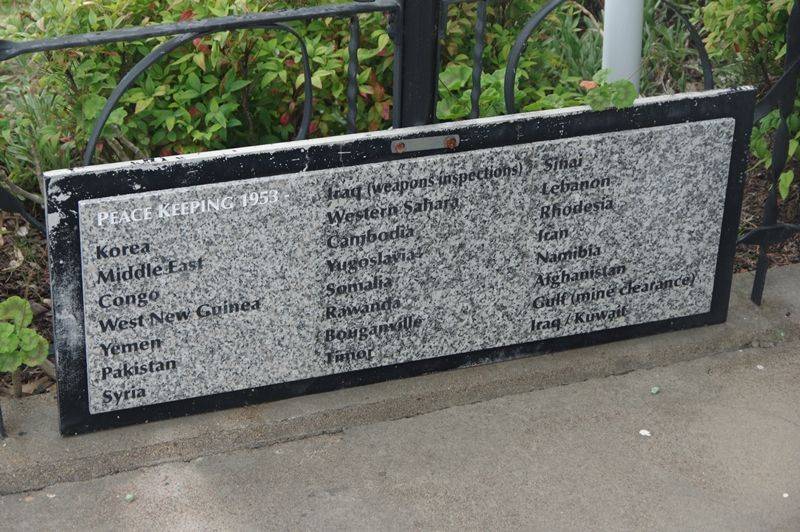 PEACE KEEPING 1953 -
Korea
Middle East
Congo
West New Guinea
Yemen
Pakistan
Syria
Iraq (weapons inspections)
Western Sahara
Cambodia
Yugoslavia
Somalia
Rawanda
Bouganville
Timor
Sinai
Lebanon
Rhodesia
Iran
Namibia
Afghanistan
Gulf (mine clearance)
Iraq / Kuwait